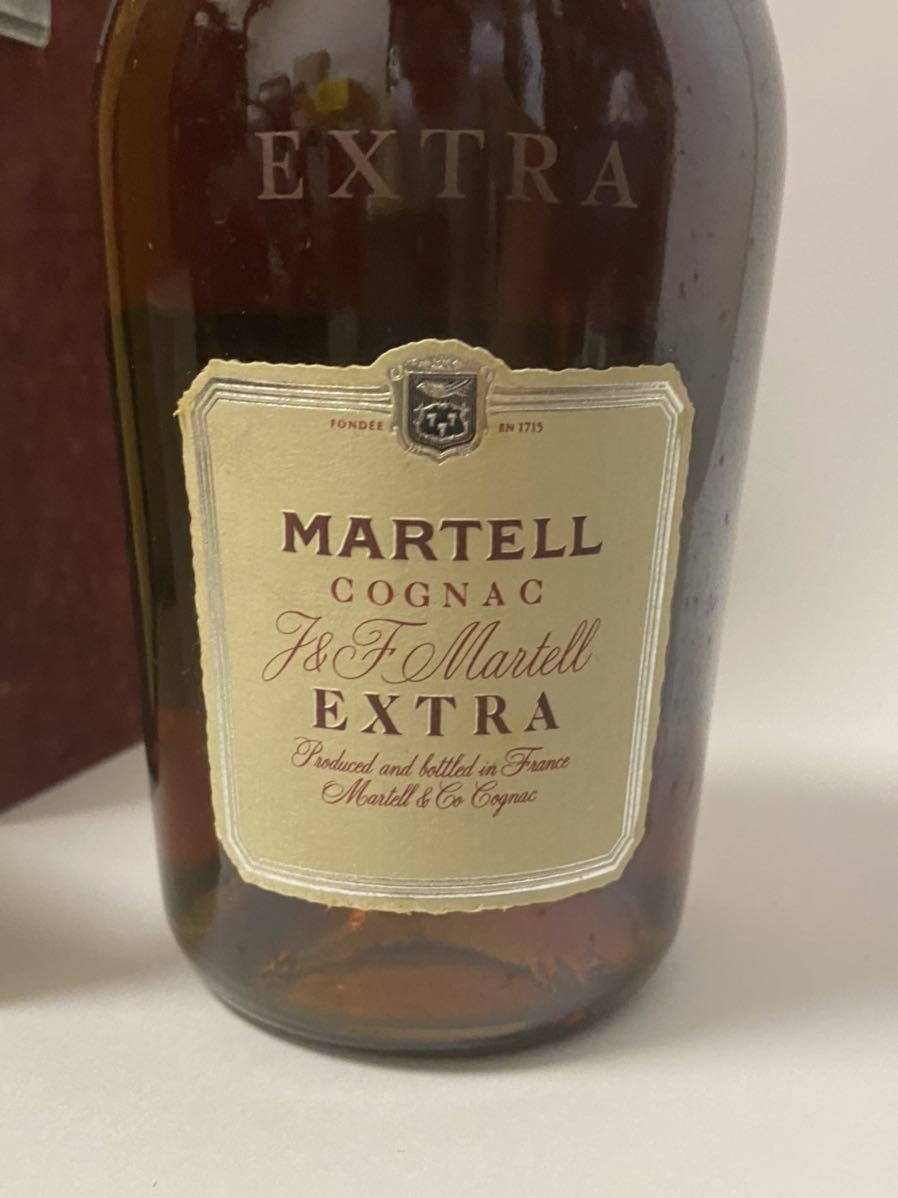 EXTRA
FONDÉE EN 1715
MARTELL
COGNAC
J&F Martell
EXTRA
Produced and bottled in France
Martell & Co Cognac